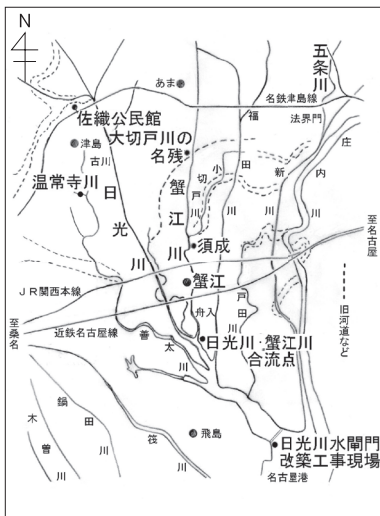 N
五条川
あま
名鉄津島線
佐織公民館
福田川
法界門
大切戸川の
名残
津島
古川
小切戸川
新川
庄内川
蟹江川
温常寺川
日光川
須成
至名古屋
蟹江
JR関西本線
戸田川
旧河道など
舟入
近鉄名古屋線
至桑名
善太川
日光川・蟹江川
合流点
鍋田川
木曽川
筏川
飛島
日光川水閘門
改築工事現場
名古屋港